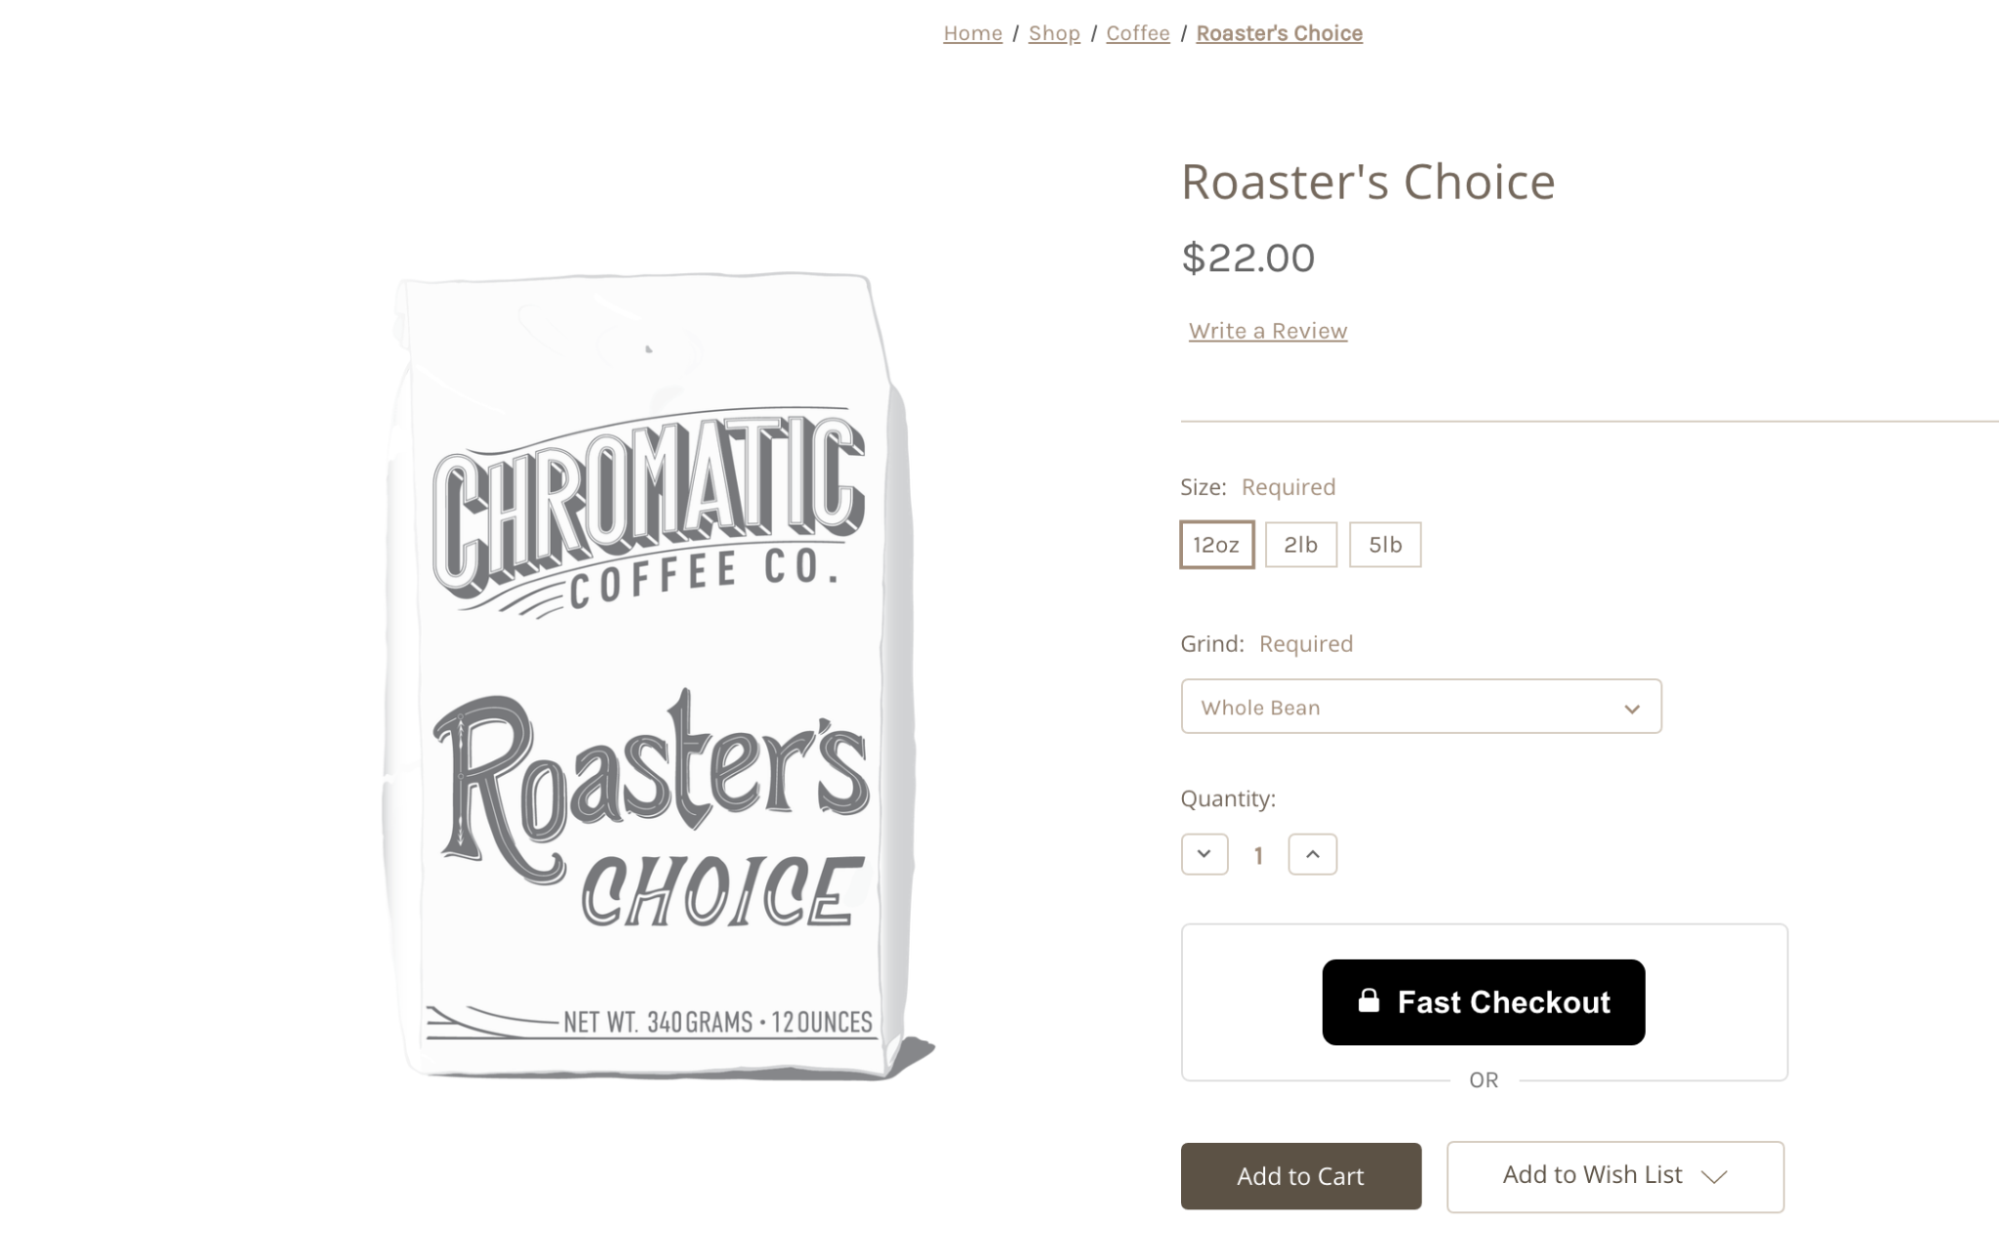 Home / Shop / Coffee / Roaster's Choice
CHROMATIC
COFFEE CO.
Roaster's
CHOICE
NET WT. 340 GRAMS • 12 OUNCES
Roaster's Choice
$22.00
Write a Review
Size: Required
12oz 2lb 5lb
Grind: Required
Whole Bean
Quantity:
1
Fast Checkout
OR
Add to Cart Add to Wish List